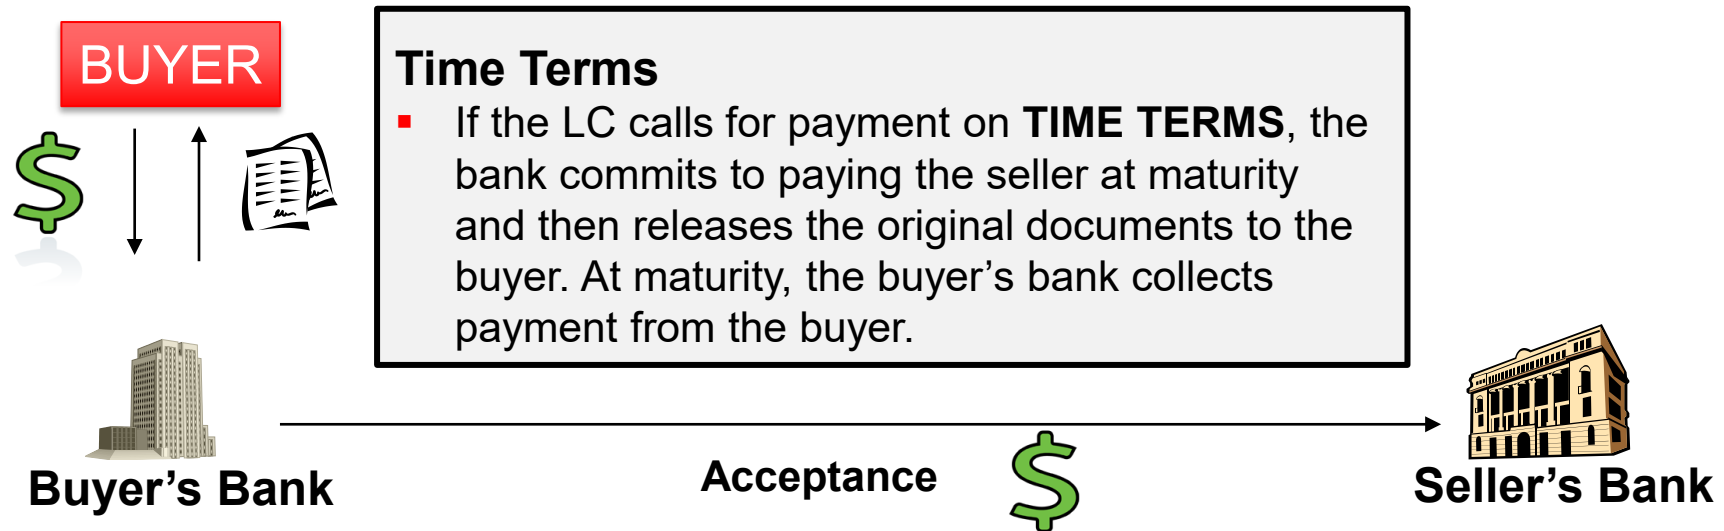 BUYER
Time Terms
▪ If the LC calls for payment on TIME TERMS, the
bank commits to paying the seller at maturity
and then releases the original documents to the
buyer. At maturity, the buyer’s bank collects
payment from the buyer.
Acceptance
Buyer’s Bank
Seller’s Bank